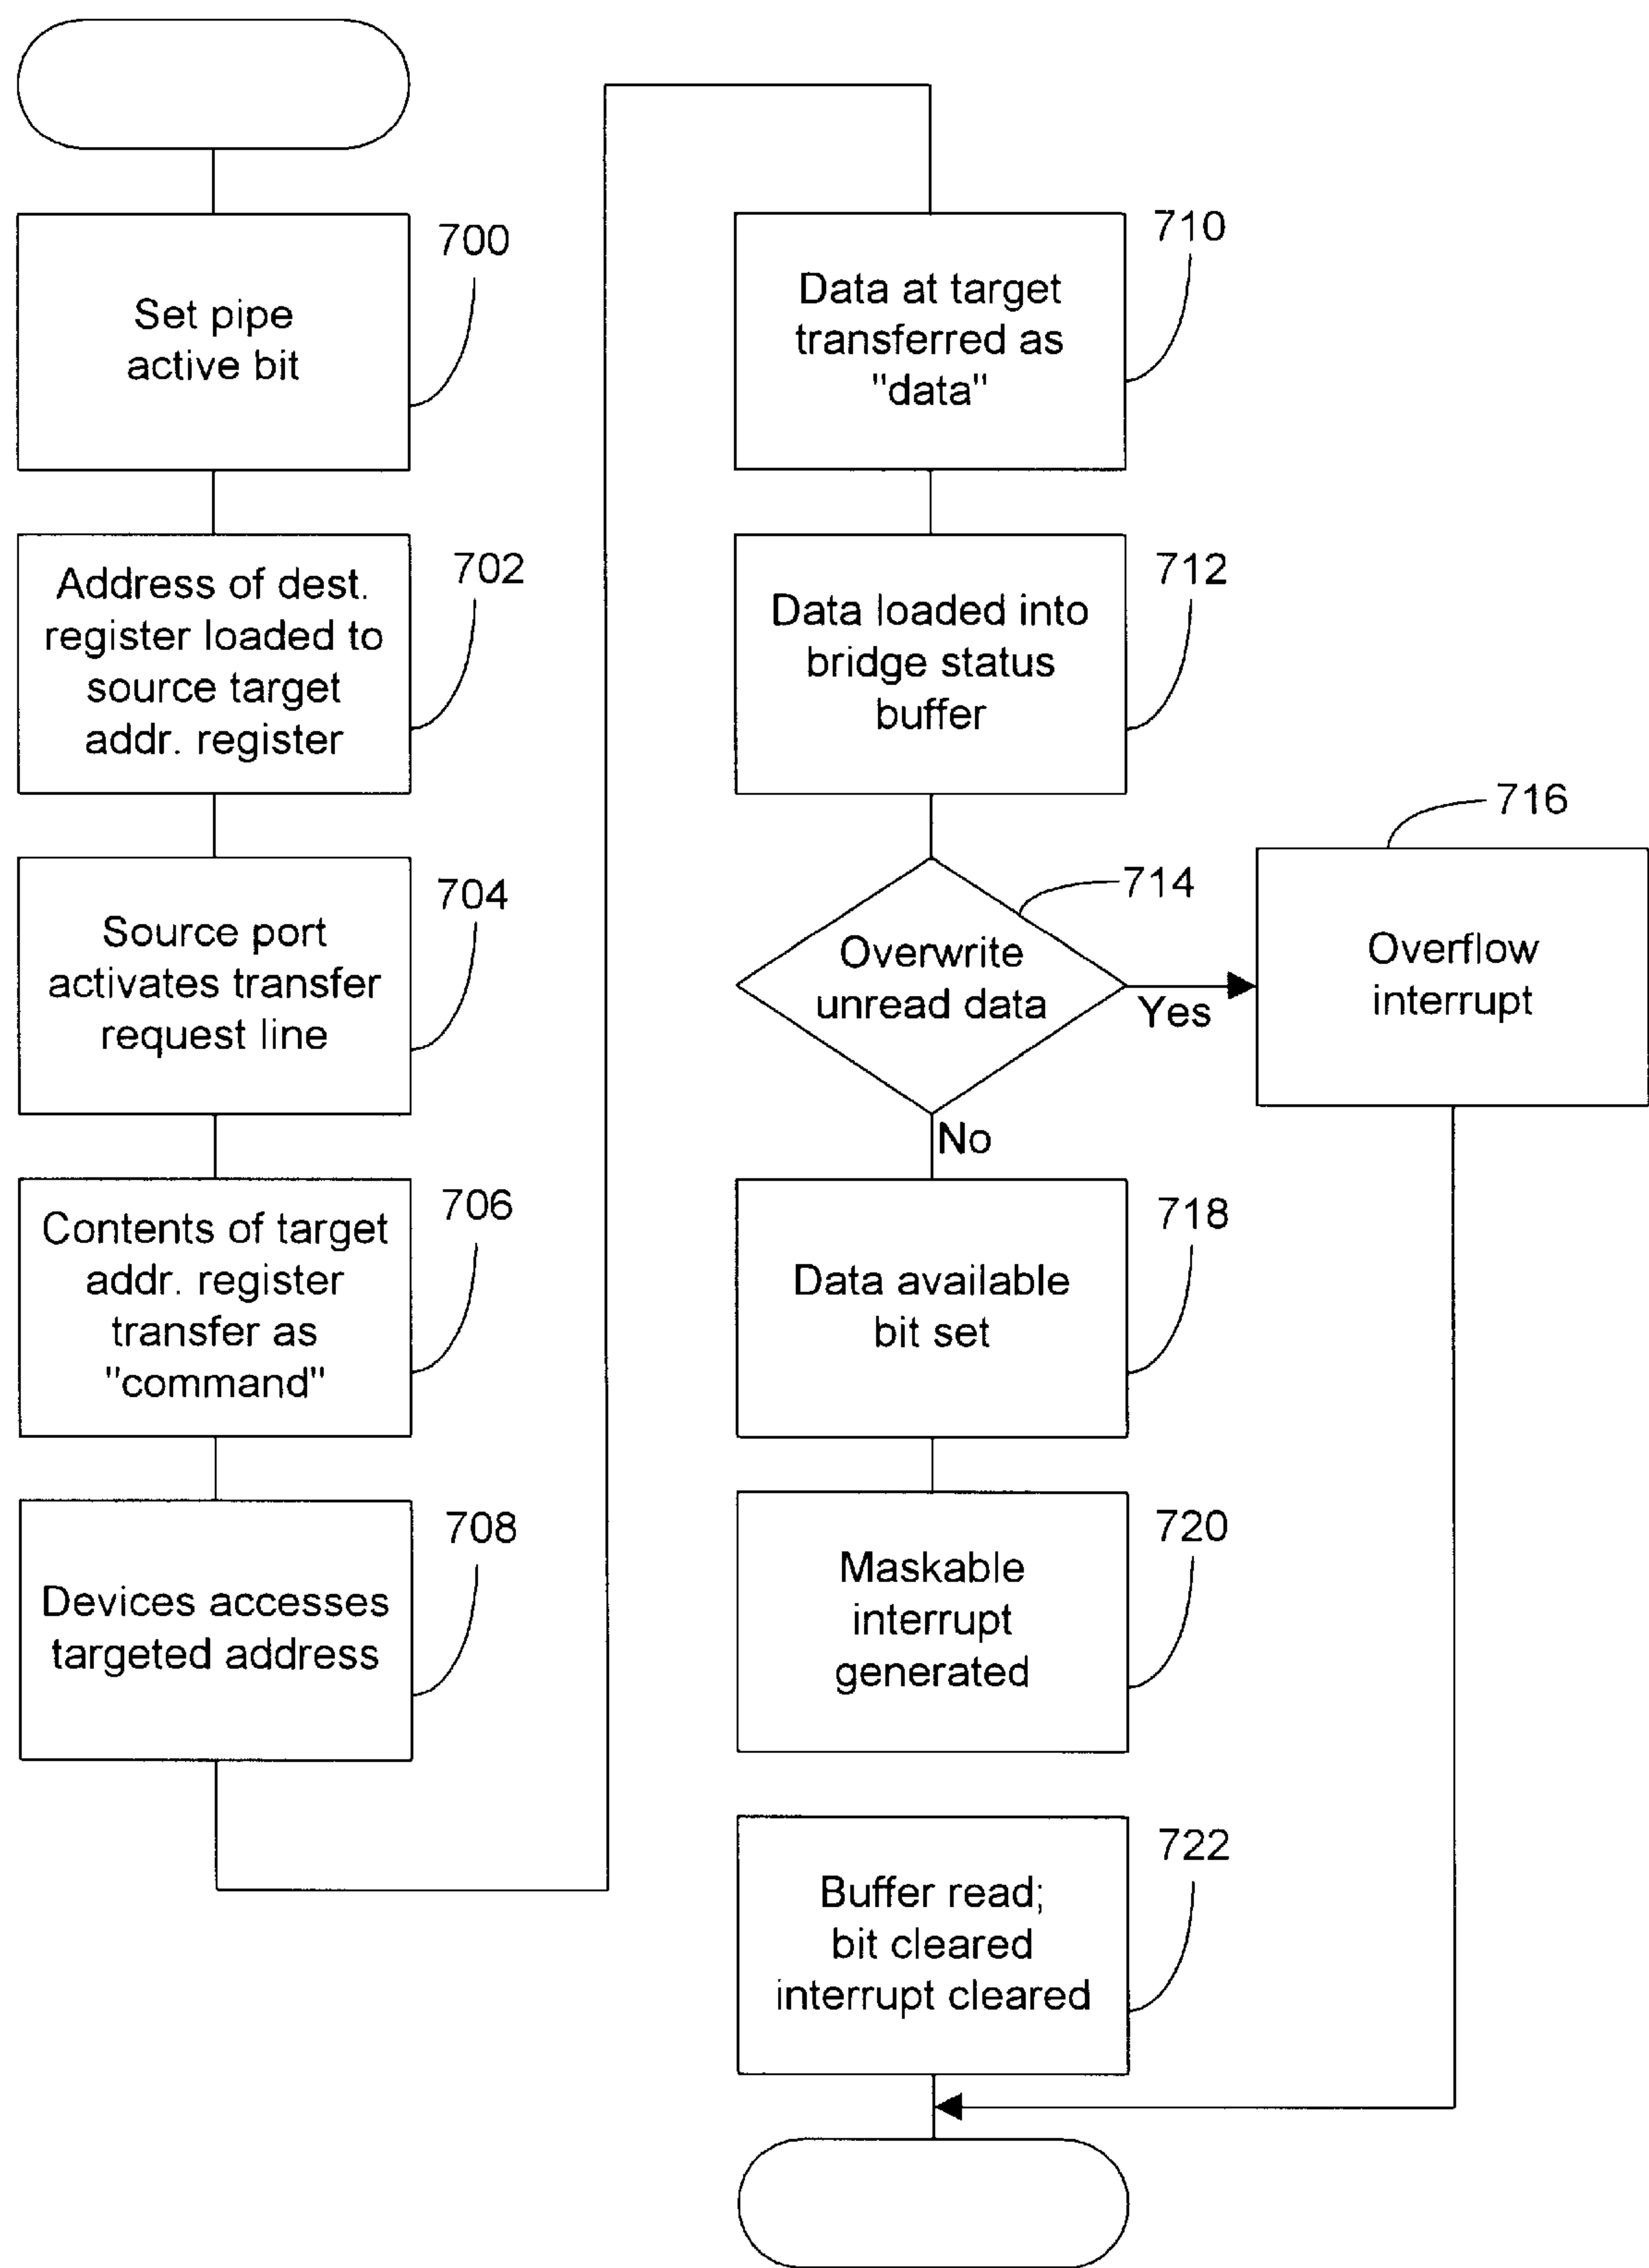 700
Set pipe
active bit
702
Address of dest.
register loaded to
source target
addr. register
704
Source port
activates transfer
request line
706
Contents of target
addr. register
transfer as
"command"
708
Devices accesses
targeted address
710
Data at target
transferred as
"data"
712
Data loaded into
bridge status
buffer
714
Overwrite
unread data
Yes
No
716
Overflow
interrupt
718
Data available
bit set
720
Maskable
interrupt
generated
722
Buffer read;
bit cleared
interrupt cleared